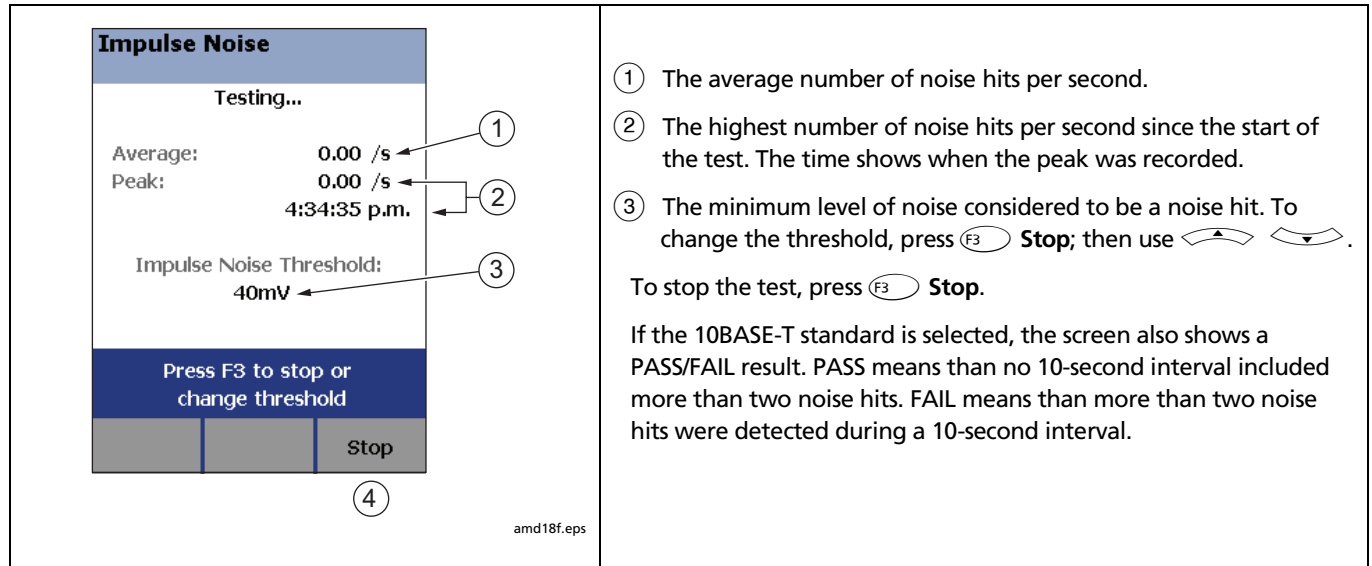 Impulse Noise
Testing...
Average: 0.00 /s
Peak: 0.00 /s
4:34:35 p.m.
Impulse Noise Threshold:
40mV
Press F3 to stop or
change threshold
Stop
1
2
3
4
amd18f.eps
1 The average number of noise hits per second.
2 The highest number of noise hits per second since the start of
the test. The time shows when the peak was recorded.
3 The minimum level of noise considered to be a noise hit. To
change the threshold, press F3 Stop; then use .
To stop the test, press F3 Stop.
If the 10BASE-T standard is selected, the screen also shows a
PASS/FAIL result. PASS means than no 10-second interval included
more than two noise hits. FAIL means than more than two noise
hits were detected during a 10-second interval.